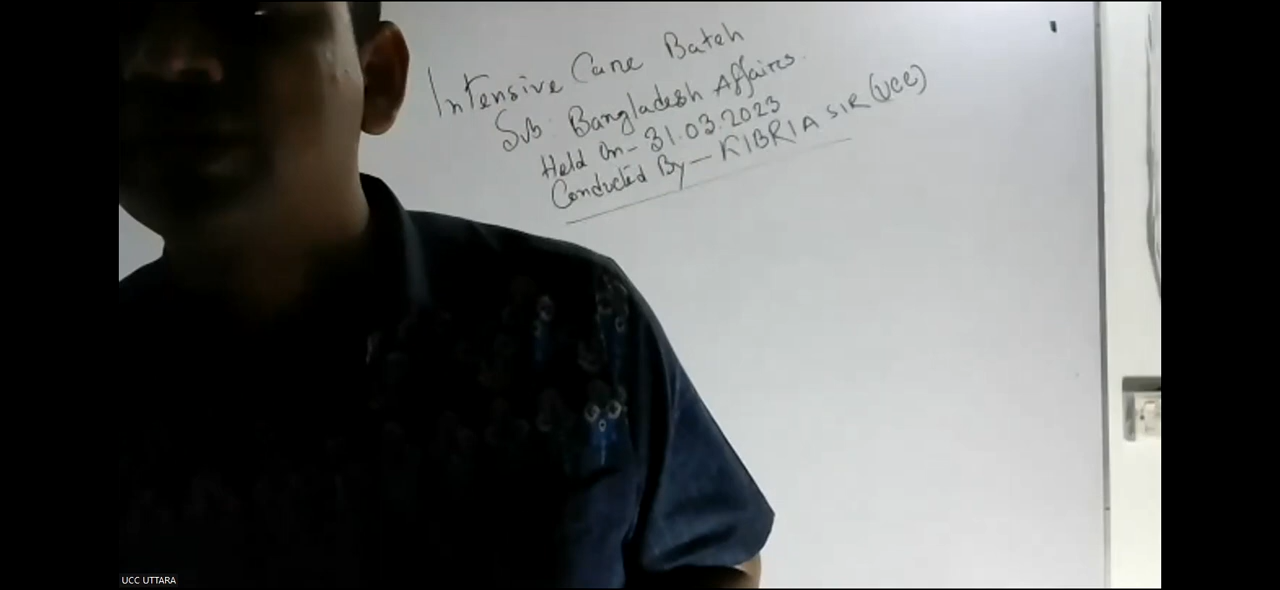 Intensive Care Batch
Sub: Bangladesh Affairs.
Held On- 31.03.2023
Conducted By - KIBRIA SIR (UCC)
UCC UTTARA